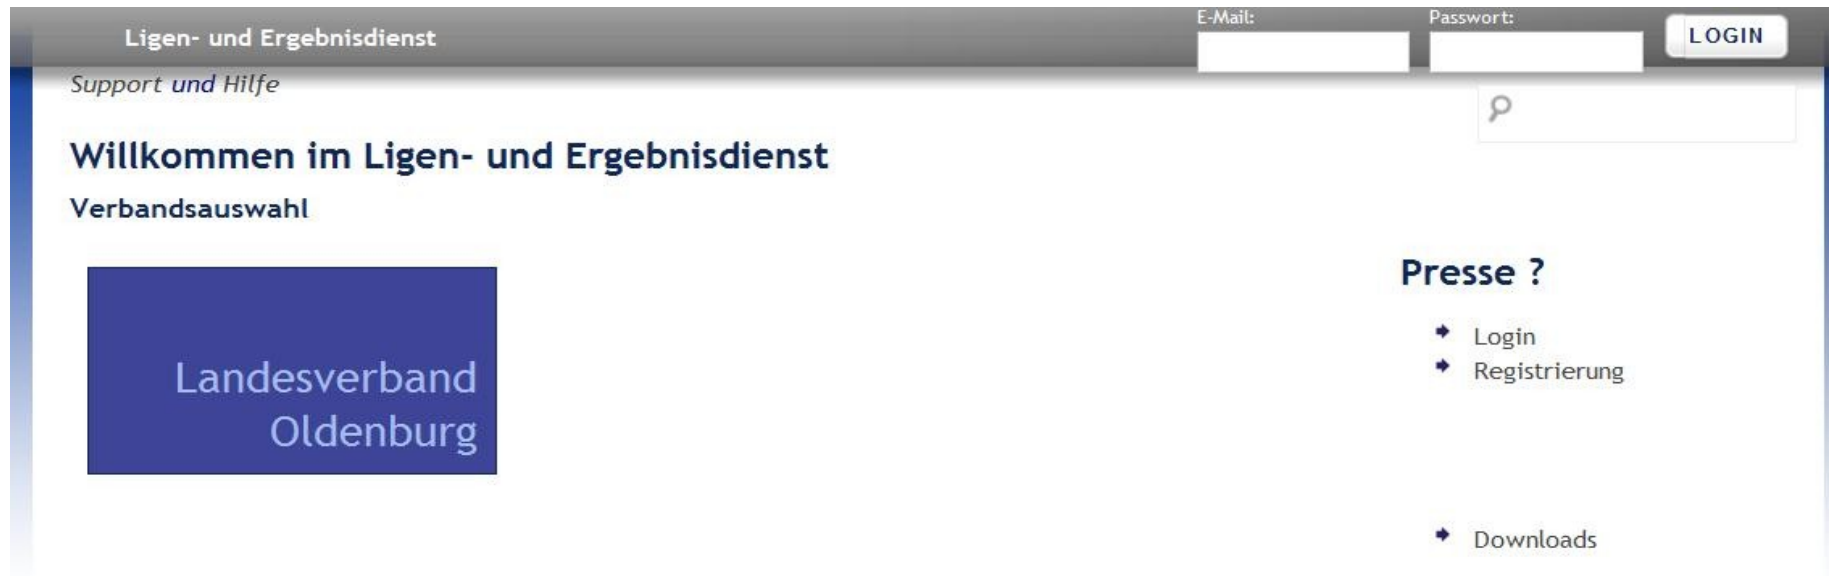 Ligen- und Ergebnisdienst
E-Mail:
Passwort:
LOGIN
Support und Hilfe
Willkommen im Ligen- und Ergebnisdienst
Verbandsauswahl
Landesverband
Oldenburg
Presse ?
Login
Registrierung
Downloads